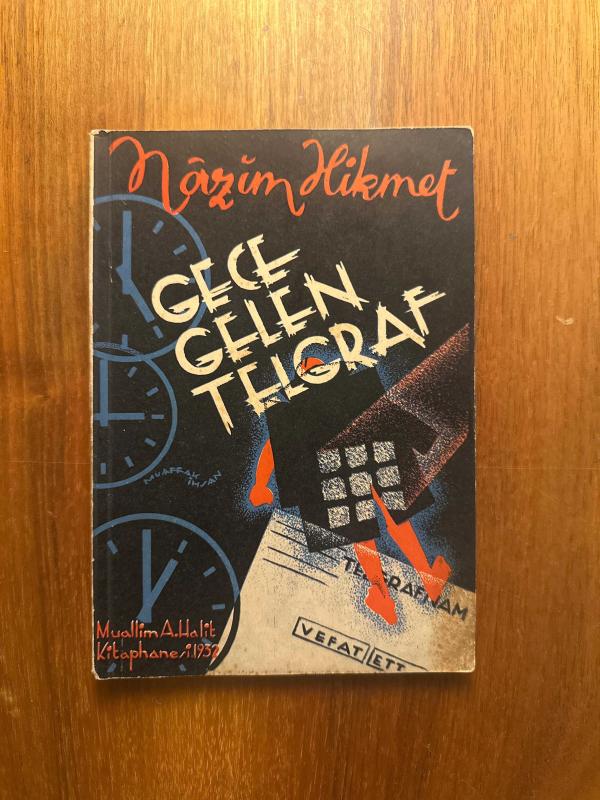 Nâzım Hikmet
GECE
GELEN
TELGRAF
MUAFFAK
İHSAN
TELGRAFNAM
VEFAT ETT
Muallim A. Halit
Kitaphanesi. 1932